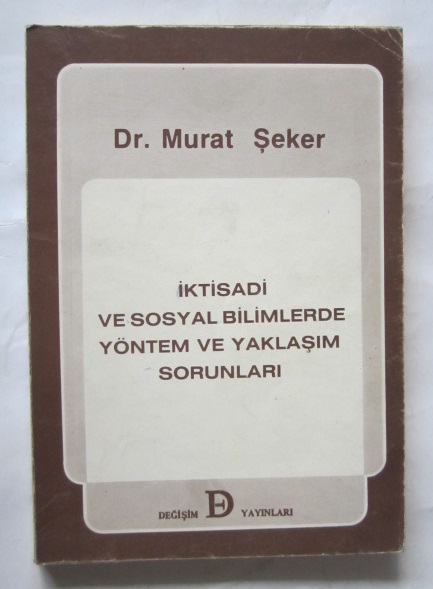 Dr. Murat Şeker
İKTİSADİ
VE SOSYAL BİLİMLERDE
YÖNTEM VE YAKLAŞIM
SORUNLARI
DEĞİŞİM D YAYINLARI